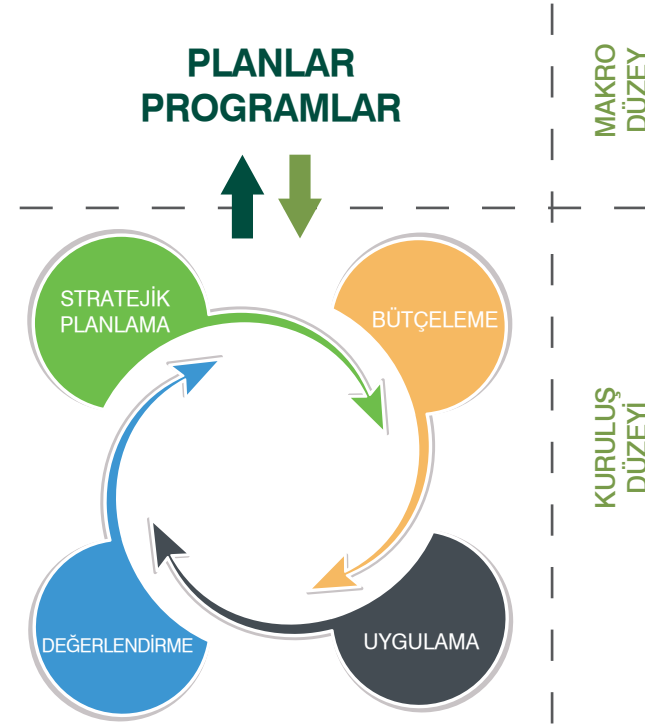 PLANLAR
PROGRAMLAR
MAKRO
DÜZEY
STRATEJİK
PLANLAMA
BÜTÇELEME
KURULUŞ
DÜZEYİ
DEĞERLENDİRME
UYGULAMA